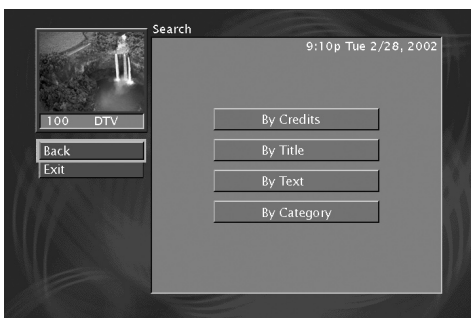 Search
9:10p Tue 2/28, 2002
100 DTV
Back
Exit
By Credits
By Title
By Text
By Category